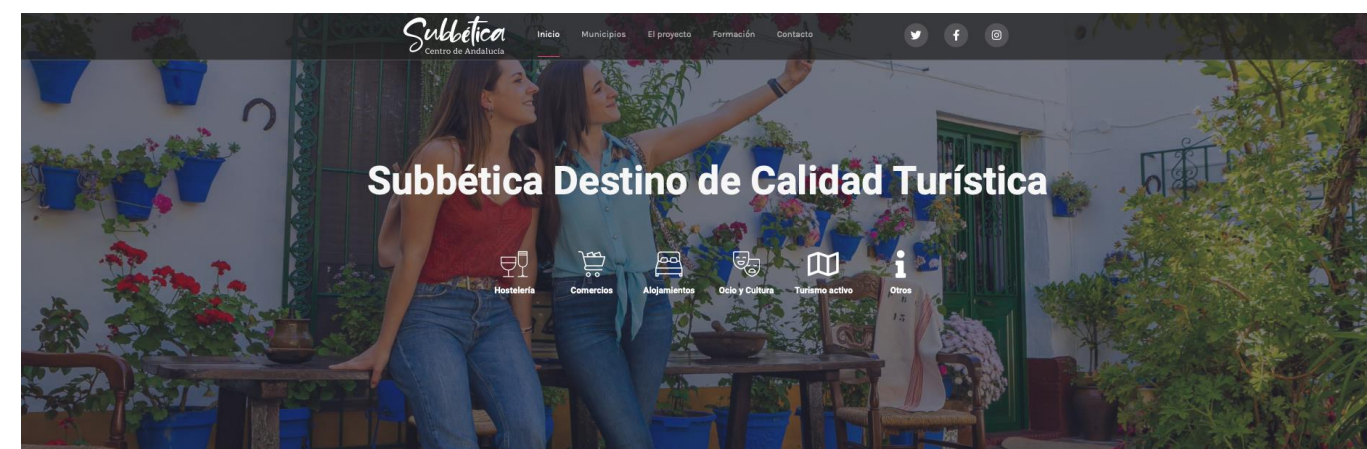 Subbética
Centro de Andalucía
Inicio
Municipios
El proyecto
Formación
Contacto
Subbética Destino de Calidad Turística
Hostelería
Comercios
Alojamientos
Ocio y Cultura
Turismo activo
Otros